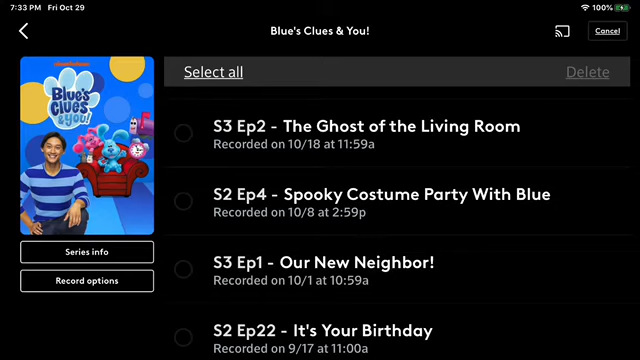 7:33 PM Fri Oct 29
100%
Blue's Clues & You!
Cancel
nickelodeon
Blue's
Clues
& YOU!
Series info
Record options
Select all
Delete
S3 Ep2 - The Ghost of the Living Room
Recorded on 10/18 at 11:59a
S2 Ep4 - Spooky Costume Party With Blue
Recorded on 10/8 at 2:59p
S3 Ep1 - Our New Neighbor!
Recorded on 10/1 at 10:59a
S2 Ep22 - It's Your Birthday
Recorded on 9/17 at 11:00a